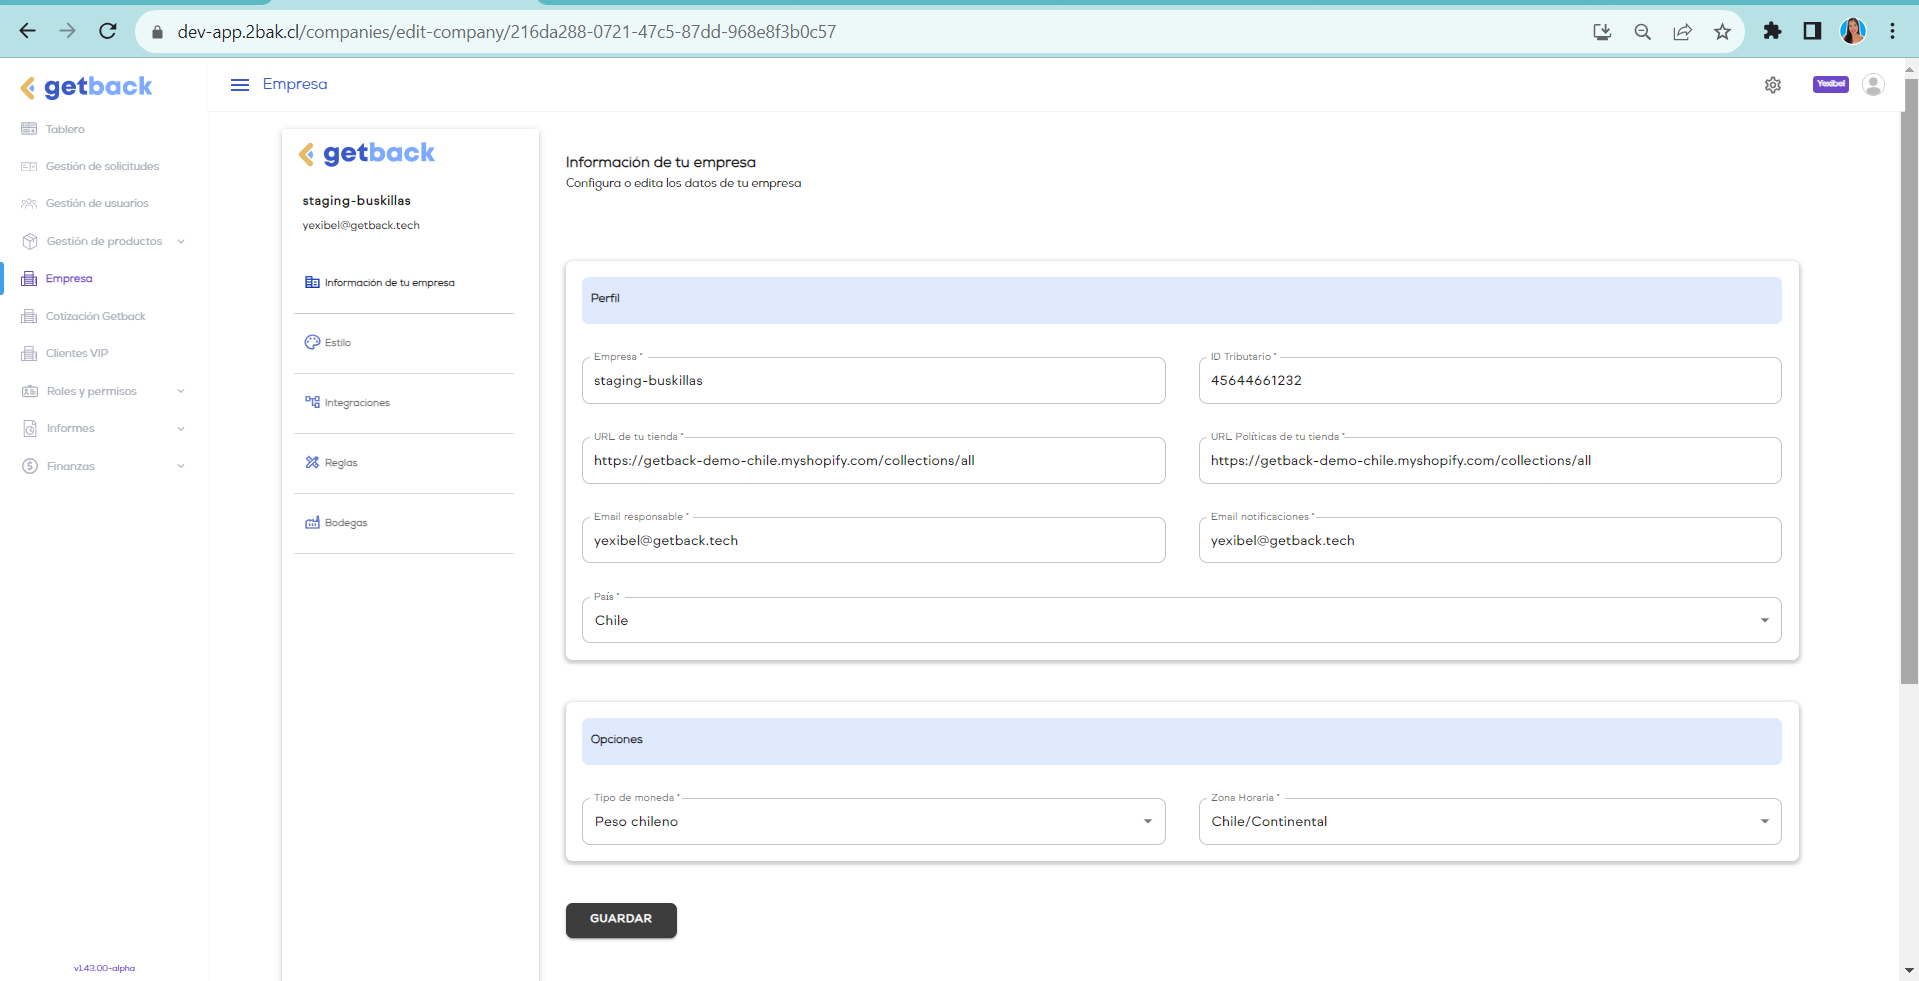 dev-app.2bak.cl/companies/edit-company/216da288-0721-47c5-87dd-968e8f3b0c57
getback
Empresa
Yexibel
Tablero
Gestión de solicitudes
Gestión de usuarios
Gestión de productos
Empresa
Cotización Getback
Clientes VIP
Roles y permisos
Informes
Finanzas
v1.43.00-alpha
getback
staging-buskillas
yexibel@getback.tech
Información de tu empresa
Estilo
Integraciones
Reglas
Bodegas
Información de tu empresa
Configura o edita los datos de tu empresa
Perfil
Empresa *
staging-buskillas
ID Tributario *
45644661232
URL de tu tienda *
https://getback-demo-chile.myshopify.com/collections/all
URL Políticas de tu tienda *
https://getback-demo-chile.myshopify.com/collections/all
Email responsable *
yexibel@getback.tech
Email notificaciones *
yexibel@getback.tech
País *
Chile
Opciones
Tipo de moneda *
Peso chileno
Zona Horaria *
Chile/Continental
GUARDAR